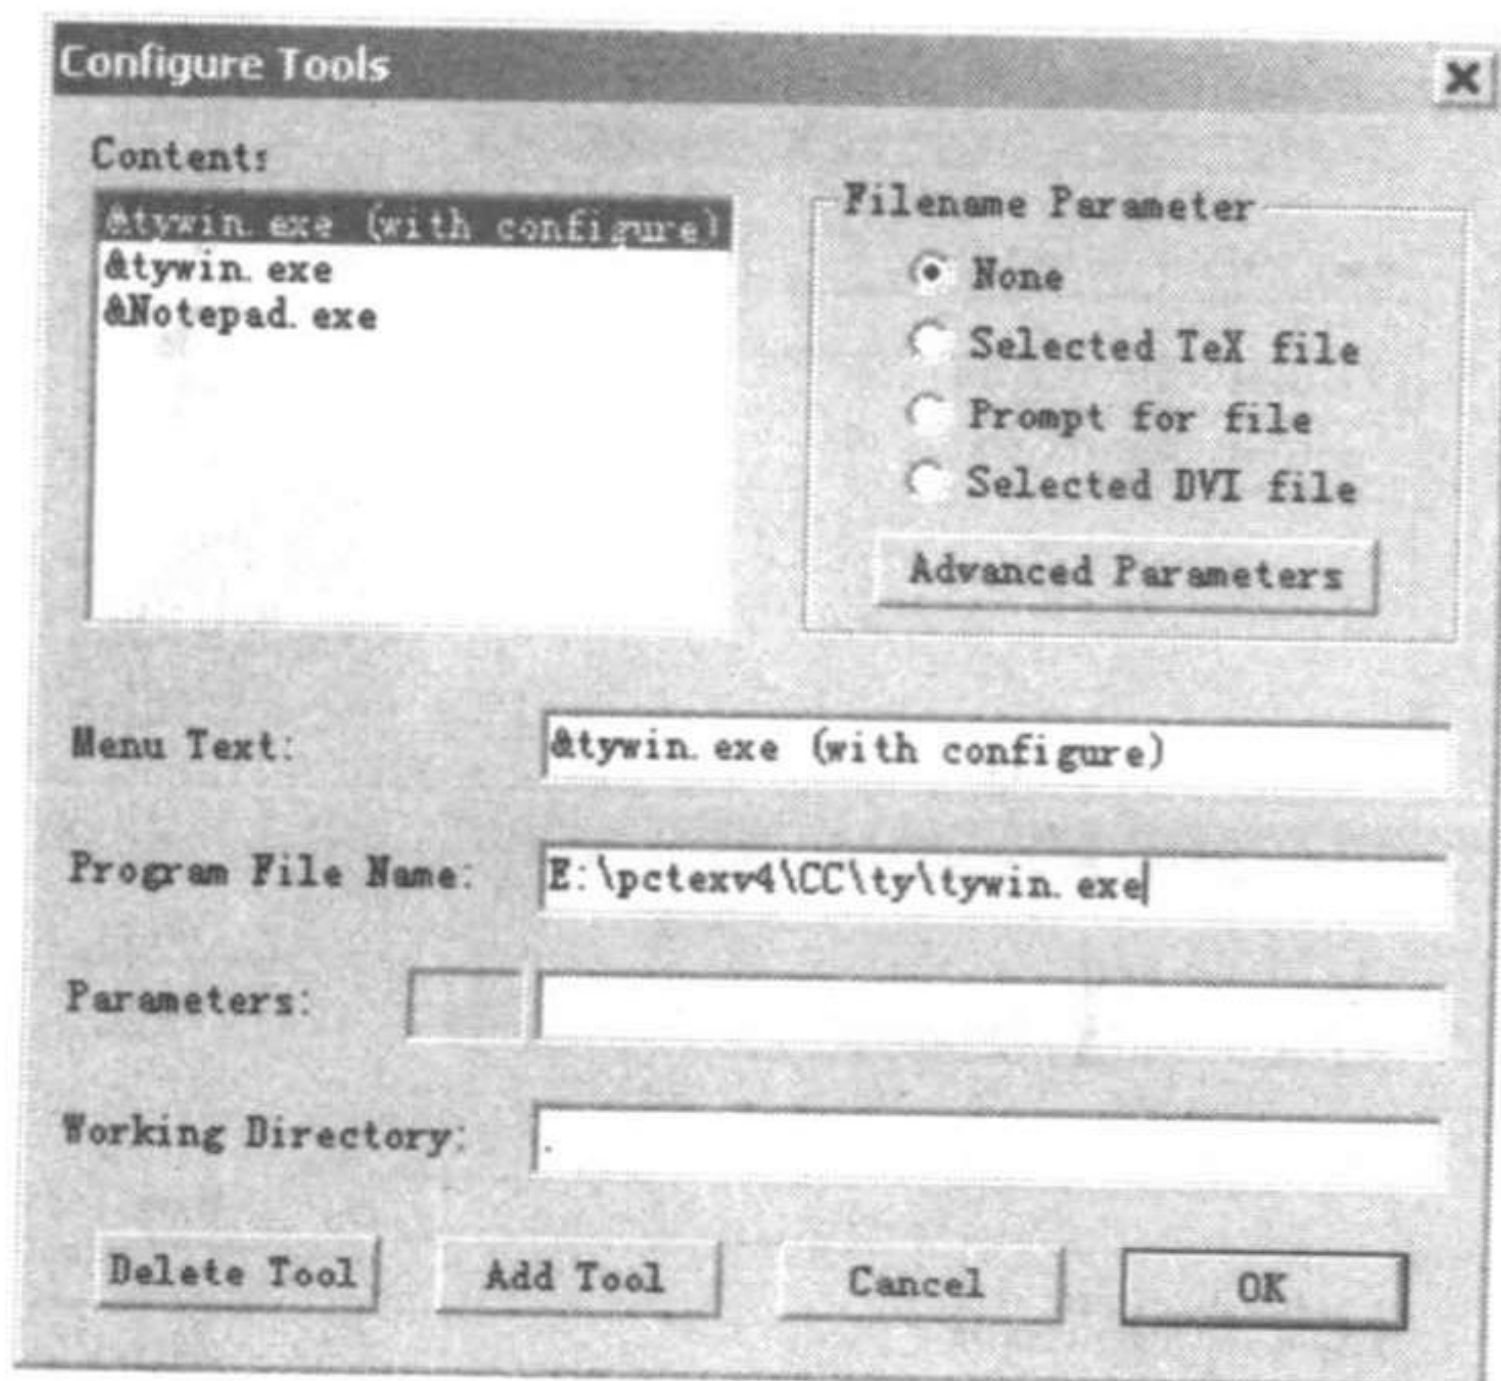 Configure Tools
Contents
&tywin.exe (with configure)
&tywin.exe
&Notepad.exe
Filename Parameter
None
Selected TeX file
Prompt for file
Selected DVI file
Advanced Parameters
Menu Text:
&tywin.exe (with configure)
Program File Name:
E:\pctexv4\CC\ty\tywin.exe
Parameters:
Working Directory:
.
Delete Tool
Add Tool
Cancel
OK